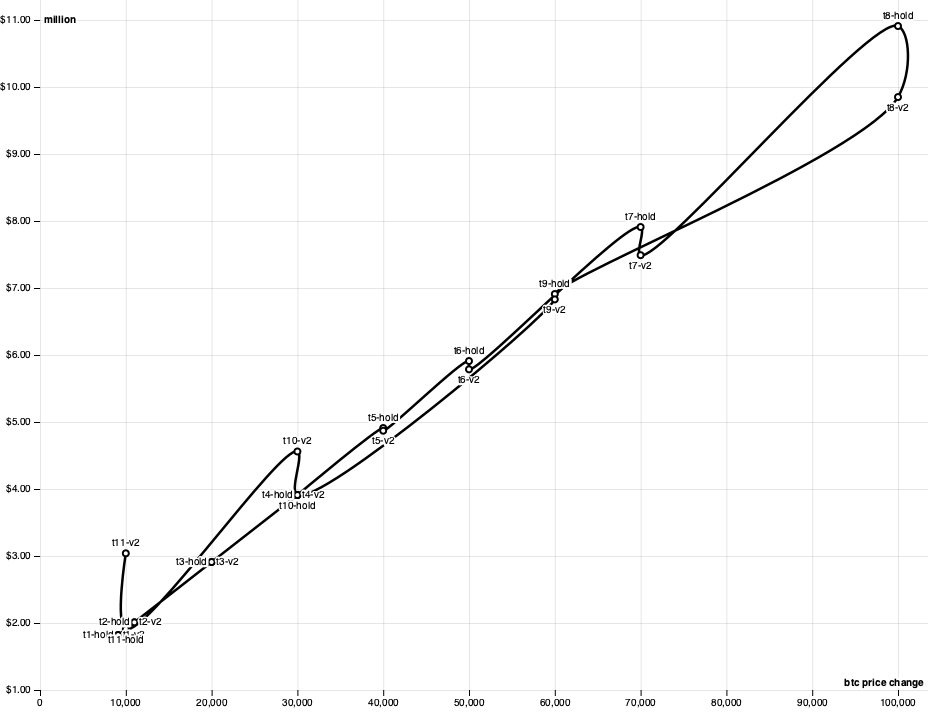 $11.00
million
t8-hold
$10.00
t8-v2
$9.00
$8.00
t7-hold
t7-v2
$7.00
t9-hold
t9-v2
$6.00
t6-hold
t6-v2
$5.00
t5-hold
t5-v2
t10-v2
$4.00
t4-hold t4-v2
t10-hold
$3.00
t11-v2
t3-hold t3-v2
$2.00
t2-hold t2-v2
t1-hold t1-v2
t11-hold
$1.00
btc price change
0 10,000 20,000 30,000 40,000 50,000 60,000 70,000 80,000 90,000 100,000